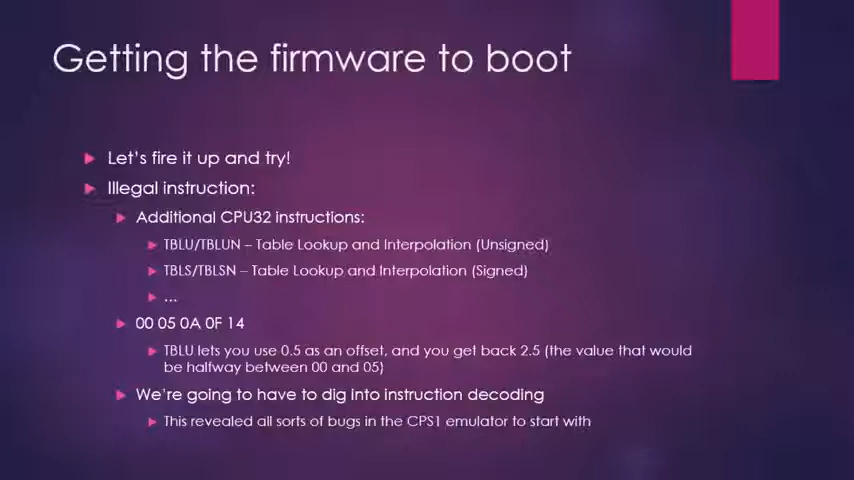 Getting the firmware to boot
Let's fire it up and try!
Illegal instruction:
Additional CPU32 instructions:
TBLU/TBLUN – Table Lookup and Interpolation (Unsigned)
TBLS/TBLSN – Table Lookup and Interpolation (Signed)
...
00 05 0A 0F 14
TBLU lets you use 0.5 as an offset, and you get back 2.5 (the value that would
be halfway between 00 and 05)
We're going to have to dig into instruction decoding
This revealed all sorts of bugs in the CPS1 emulator to start with